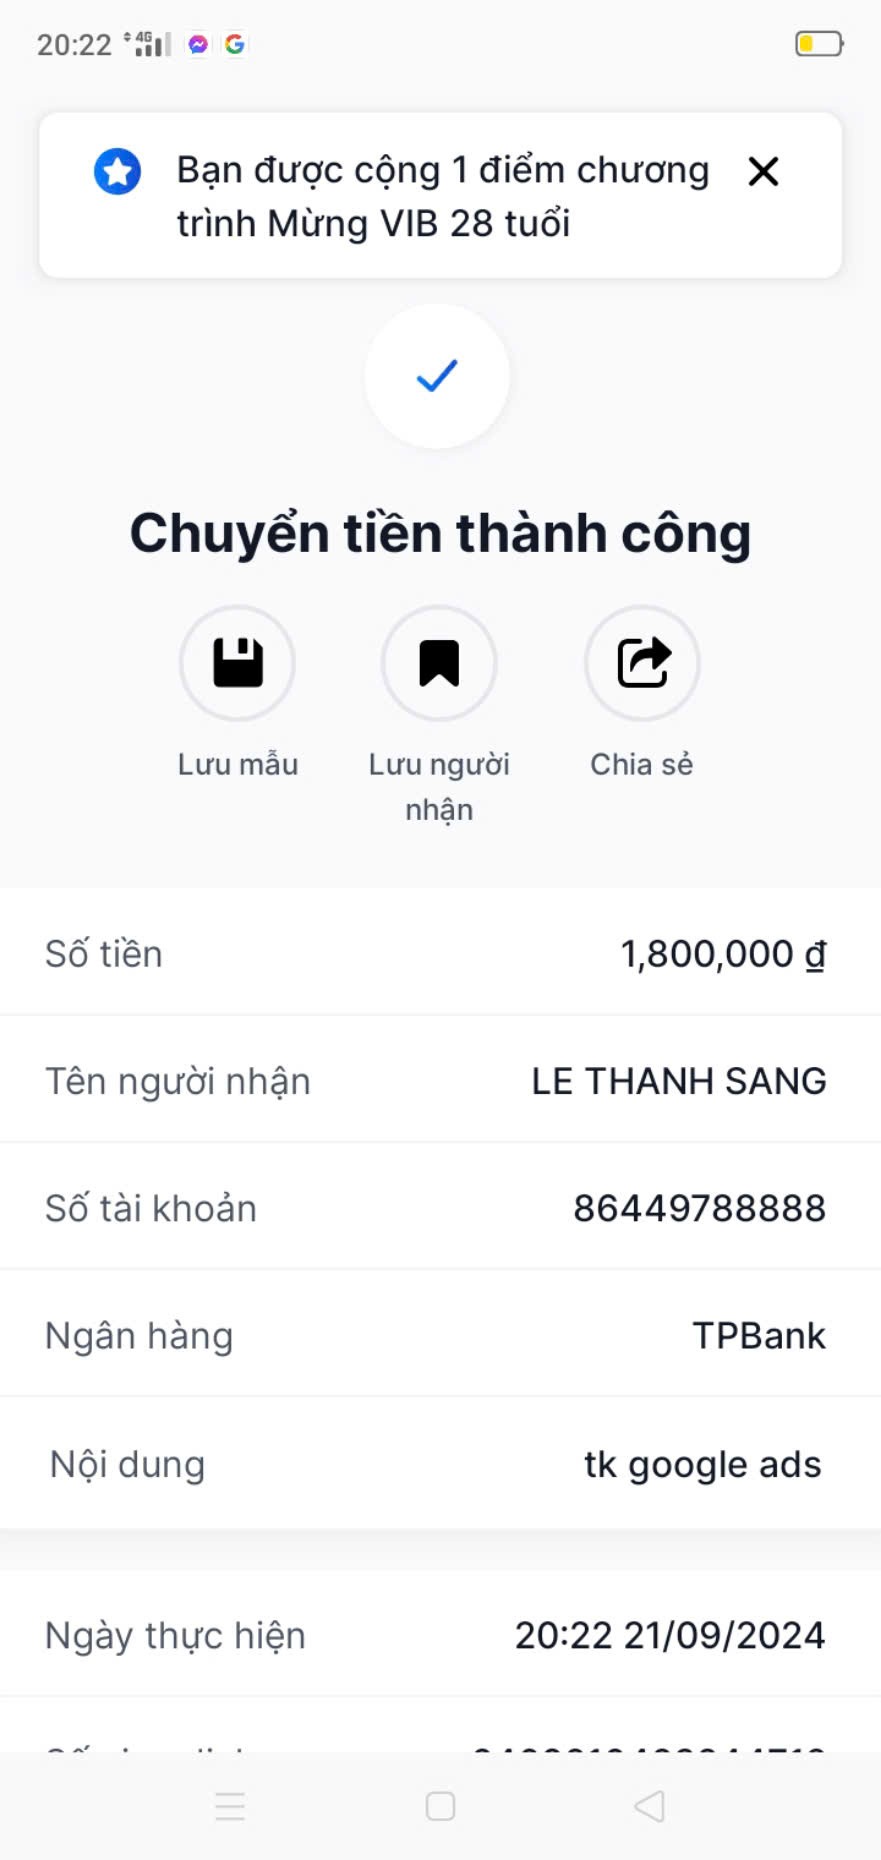 20:22 4G
Bạn được cộng 1 điểm chương
trình Mừng VIB 28 tuổi
Chuyển tiền thành công
Lưu mẫu
Lưu người
nhận
Chia sẻ
Số tiền 1,800,000 ₫
Tên người nhận LE THANH SANG
Số tài khoản 86449788888
Ngân hàng TPBank
Nội dung tk google ads
Ngày thực hiện 20:22 21/09/2024